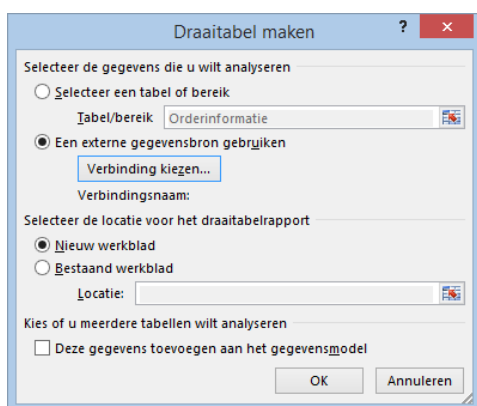 Draaitabel maken ? ×
Selecteer de gegevens die u wilt analyseren
Selecteer een tabel of bereik
Tabel/bereik Orderinformatie
Een externe gegevensbron gebruiken
Verbinding kiezen...
Verbindingsnaam:
Selecteer de locatie voor het draaitabelrapport
Nieuw werkblad
Bestaand werkblad
Locatie:
Kies of u meerdere tabellen wilt analyseren
Deze gegevens toevoegen aan het gegevensmodel
OK Annuleren